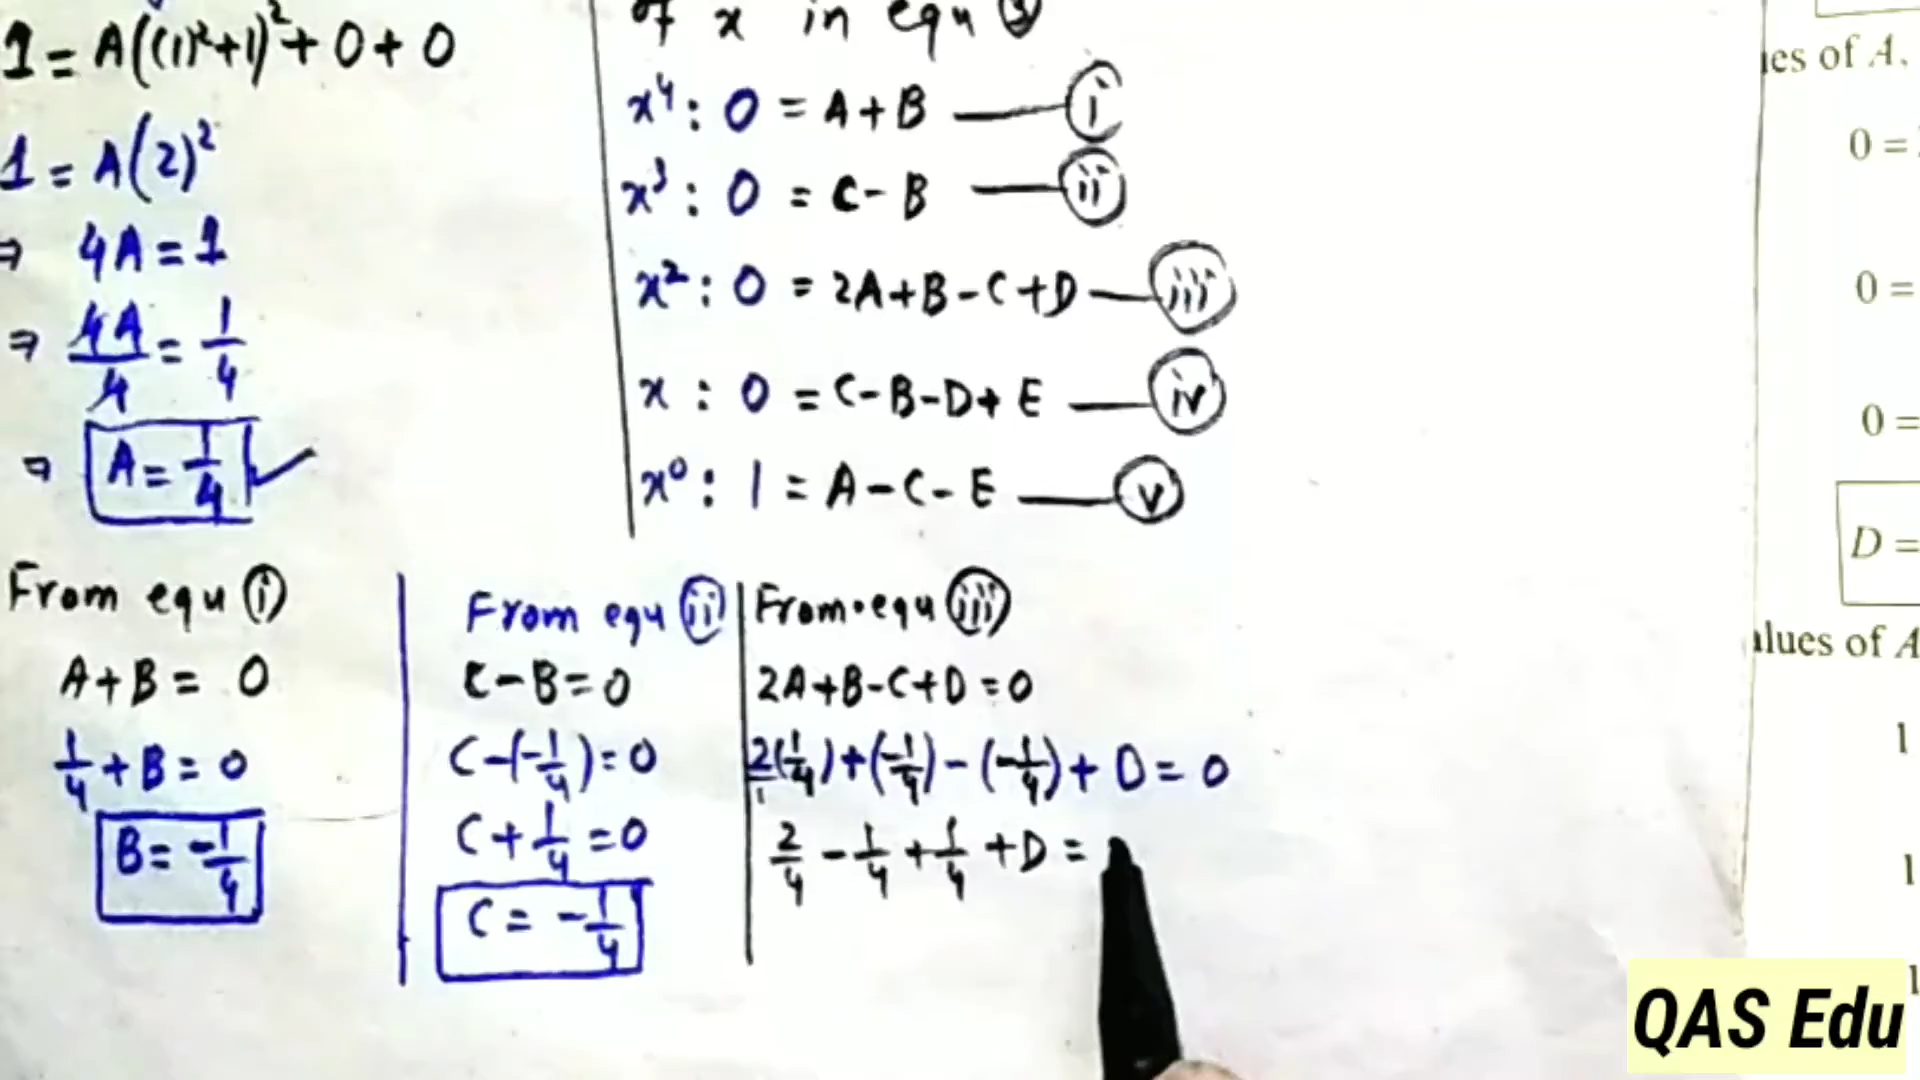 1 = A((1)²+1)² + 0 + 0
1 = A(2)²
⇒ 4A = 1
⇒ 4A/4 = 1/4
⇒ A = 1/4 ✓
of x in equ ③
x⁴ : 0 = A + B — (i)
x³ : 0 = C - B — (ii)
x² : 0 = 2A + B - C + D — (iii)
x : 0 = C - B - D + E — (iv)
x⁰ : 1 = A - C - E — (v)
From equ (i)
A + B = 0
1/4 + B = 0
B = -1/4
From equ (ii)
C - B = 0
C - (-1/4) = 0
C + 1/4 = 0
C = -1/4
From equ (iii)
2A + B - C + D = 0
2/1(1/4) + (-1/4) - (-1/4) + D = 0
2/4 - 1/4 + 1/4 + D =
of A,
0 =
0 =
0 =
D =
of A
1
1
1
QAS Edu